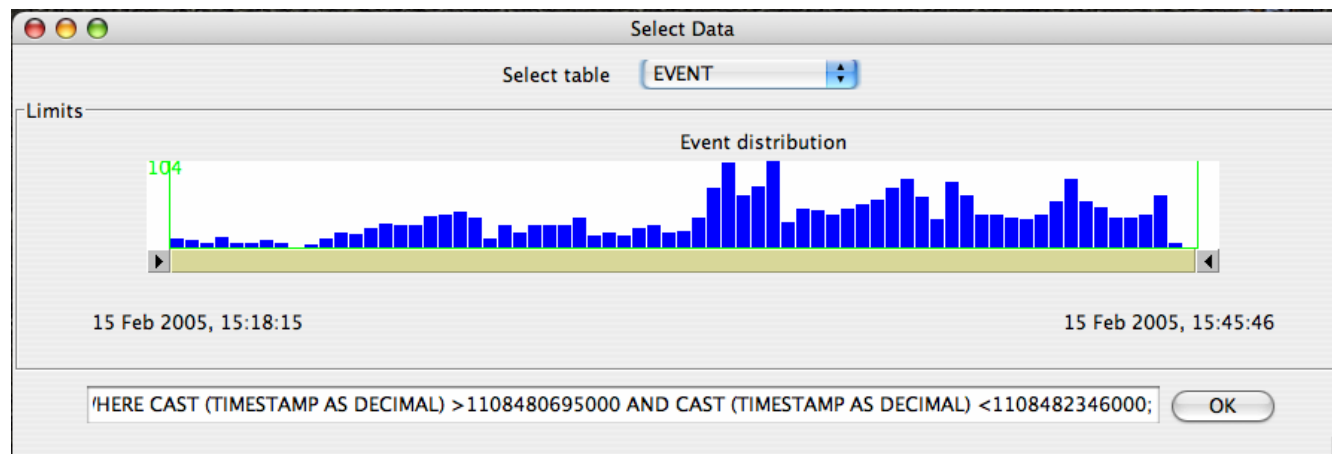 Select Data
Select table EVENT
Limits
Event distribution
104
15 Feb 2005, 15:18:15 15 Feb 2005, 15:45:46
HERE CAST (TIMESTAMP AS DECIMAL) >1108480695000 AND CAST (TIMESTAMP AS DECIMAL) <1108482346000; OK